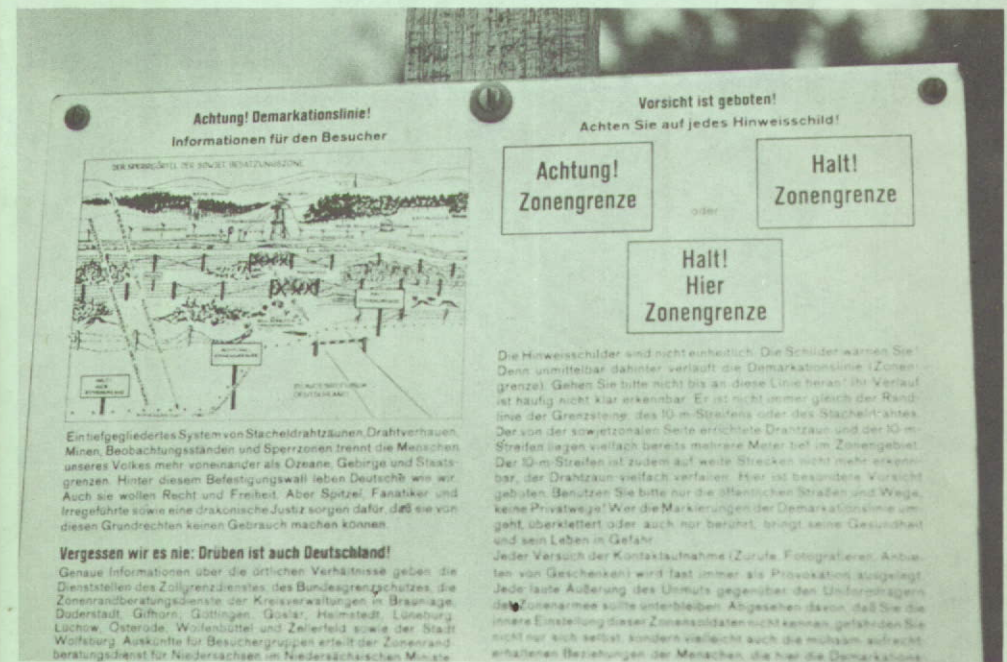 Achtung! Demarkationslinie!
Informationen für den Besucher
DER SPERRGÜRTEL DER SOWJET. BESATZUNGSZONE
Ein tiefgegliedertes System von Stacheldrahtzäunen, Drahtverhauen,
Minen, Beobachtungsständen und Sperrzonen trennt die Menschen
unseres Volkes mehr voneinander als Ozeane, Gebirge und Staats-
grenzen. Hinter diesem Befestigungswall leben Deutsche wie wir.
Auch sie wollen Recht und Freiheit. Aber Spitzel, Fanatiker und
Irregeführte sowie eine drakonische Justiz sorgen dafür, daß sie von
diesen Grundrechten keinen Gebrauch machen können.
Vergessen wir es nie: Drüben ist auch Deutschland!
Genaue Informationen über die örtlichen Verhältnisse geben die
Dienststellen des Zollgrenzdienstes, des Bundesgrenzschutzes, die
Zonenrandberatungsdienste der Kreisverwaltungen in Braunlage,
Duderstadt, Gifhorn, Göttingen, Goslar, Helmstedt, Lüneburg,
Lüchow, Osterode, Wolfenbüttel und Zellerfeld sowie der Stadt
Wolfsburg. Auskünfte für Besuchergruppen erteilt der Zonenrand-
beratungsdienst für Niedersachsen im Niedersächsischen
Vorsicht ist geboten!
Achten Sie auf jedes Hinweisschild!
Achtung!
Zonengrenze
oder
Halt!
Zonengrenze
Halt!
Hier
Zonengrenze
Die Hinweisschilder sind nicht einheitlich. Die Schilder warnen Sie!
Denn unmittelbar dahinter verläuft die Demarkationslinie (Zonen-
grenze). Gehen Sie bitte nicht bis an diese Linie heran! Ihr Verlauf
ist häufig nicht klar erkennbar. Er ist nicht immer gleich der Rand-
linie der Grenzsteine, des 10-m-Streifens oder des Stacheldrahtes.
Der von der sowjetzonalen Seite errichtete Drahtzaun und der 10-m-
Streifen liegen vielfach bereits mehrere Meter tief im Zonengebiet.
Der 10-m-Streifen ist zudem auf weite Strecken nicht mehr erkenn-
bar, der Drahtzaun vielfach verfallen. Hier ist besondere Vorsicht
geboten. Benutzen Sie bitte nur die öffentlichen Straßen und Wege,
keine Privatwege! Wer die Markierungen der Demarkationslinie um-
geht, überklettert oder auch nur berührt, bringt seine Gesundheit
und sein Leben in Gefahr.
Jeder Versuch der Kontaktaufnahme (Zurufe, Fotografieren, Anbie-
ten von Geschenken) wird fast immer als Provokation ausgelegt.
Jede laute Äußerung des Unmuts gegenüber den Uniformträgern
der Zonenarmee sollte unterbleiben. Abgesehen davon, daß Sie die
innere Einstellung dieser Zonensoldaten nicht kennen, gefährden Sie
nicht nur sich selbst, sondern vielleicht auch die mühsam aufrecht-
erhaltenen Beziehungen der Menschen, die hier die Demarkations-